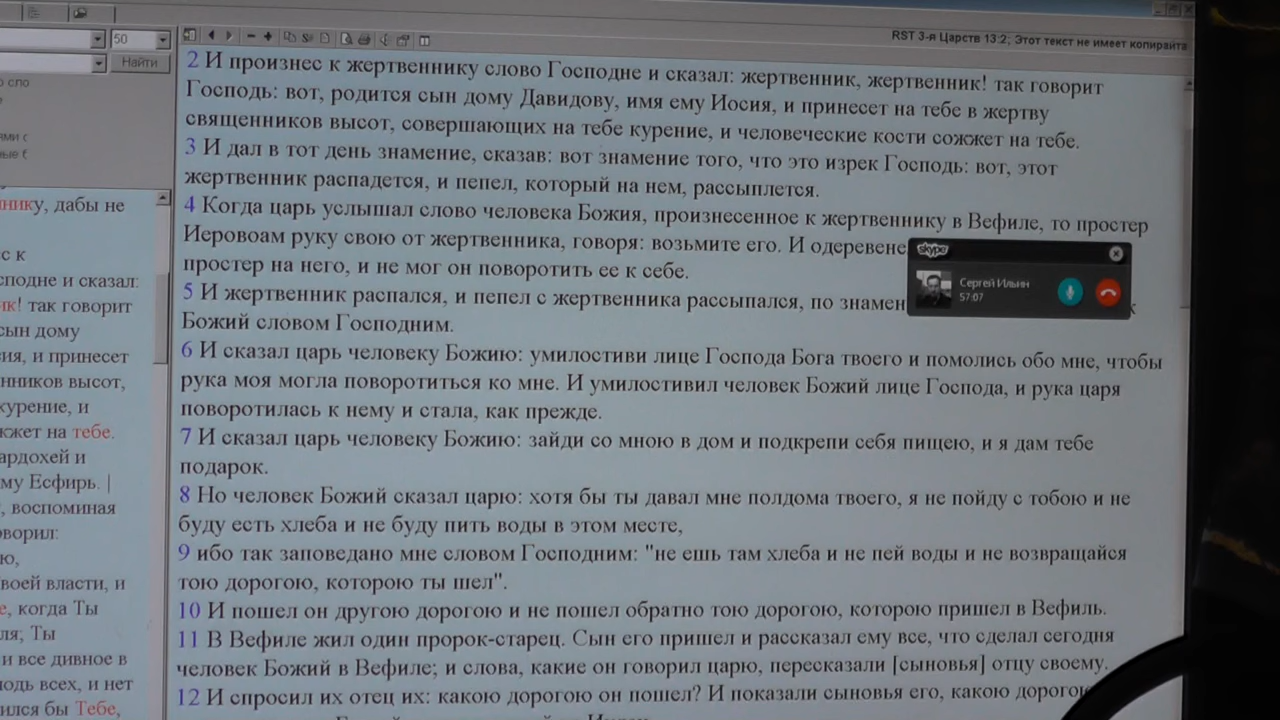 50
Найти
RST 3-я Царств 13:2; Этот текст не имеет копирайта
2 И произнес к жертвеннику слово Господне и сказал: жертвенник, жертвенник! так говорит
Господь: вот, родится сын дому Давидову, имя ему Иосия, и принесет на тебе в жертву
священников высот, совершающих на тебе курение, и человеческие кости сожжет на тебе.
3 И дал в тот день знамение, сказав: вот знамение того, что это изрек Господь: вот, этот
жертвенник распадется, и пепел, который на нем, рассыплется.
4 Когда царь услышал слово человека Божия, произнесенное к жертвеннику в Вефиле, то простер
Иеровоам руку свою от жертвенника, говоря: возьмите его. И одеревене
простер на него, и не мог он поворотить ее к себе.
5 И жертвенник распался, и пепел с жертвенника рассыпался, по знамен
Божий словом Господним.
6 И сказал царь человеку Божию: умилостиви лице Господа Бога твоего и помолись обо мне, чтобы
рука моя могла поворотиться ко мне. И умилостивил человек Божий лице Господа, и рука царя
поворотилась к нему и стала, как прежде.
7 И сказал царь человеку Божию: зайди со мною в дом и подкрепи себя пищею, и я дам тебе
подарок.
8 Но человек Божий сказал царю: хотя бы ты давал мне полдома твоего, я не пойду с тобою и не
буду есть хлеба и не буду пить воды в этом месте,
9 ибо так заповедано мне словом Господним: "не ешь там хлеба и не пей воды и не возвращайся
тою дорогою, которою ты шел".
10 И пошел он другою дорогою и не пошел обратно тою дорогою, которою пришел в Вефиль.
11 В Вефиле жил один пророк-старец. Сын его пришел и рассказал ему все, что сделал сегодня
человек Божий в Вефиле; и слова, какие он говорил царю, пересказали [сыновья] отцу своему.
12 И спросил их отец их: какою дорогою он пошел? И показали сыновья его, какою дорогою
skype
Сергей Ильин
57:07
нику, дабы не
с к
сподне и сказал:
ик! так говорит
сын дому
сия, и принесет
нников высот,
курение, и
жжет на тебе.
ардохей и
му Есфирь. |
, воспоминая
оворил:
ю,
воей власти, и
е, когда Ты
ля; Ты
и все дивное в
подь всех, и нет
ился бы Тебе,